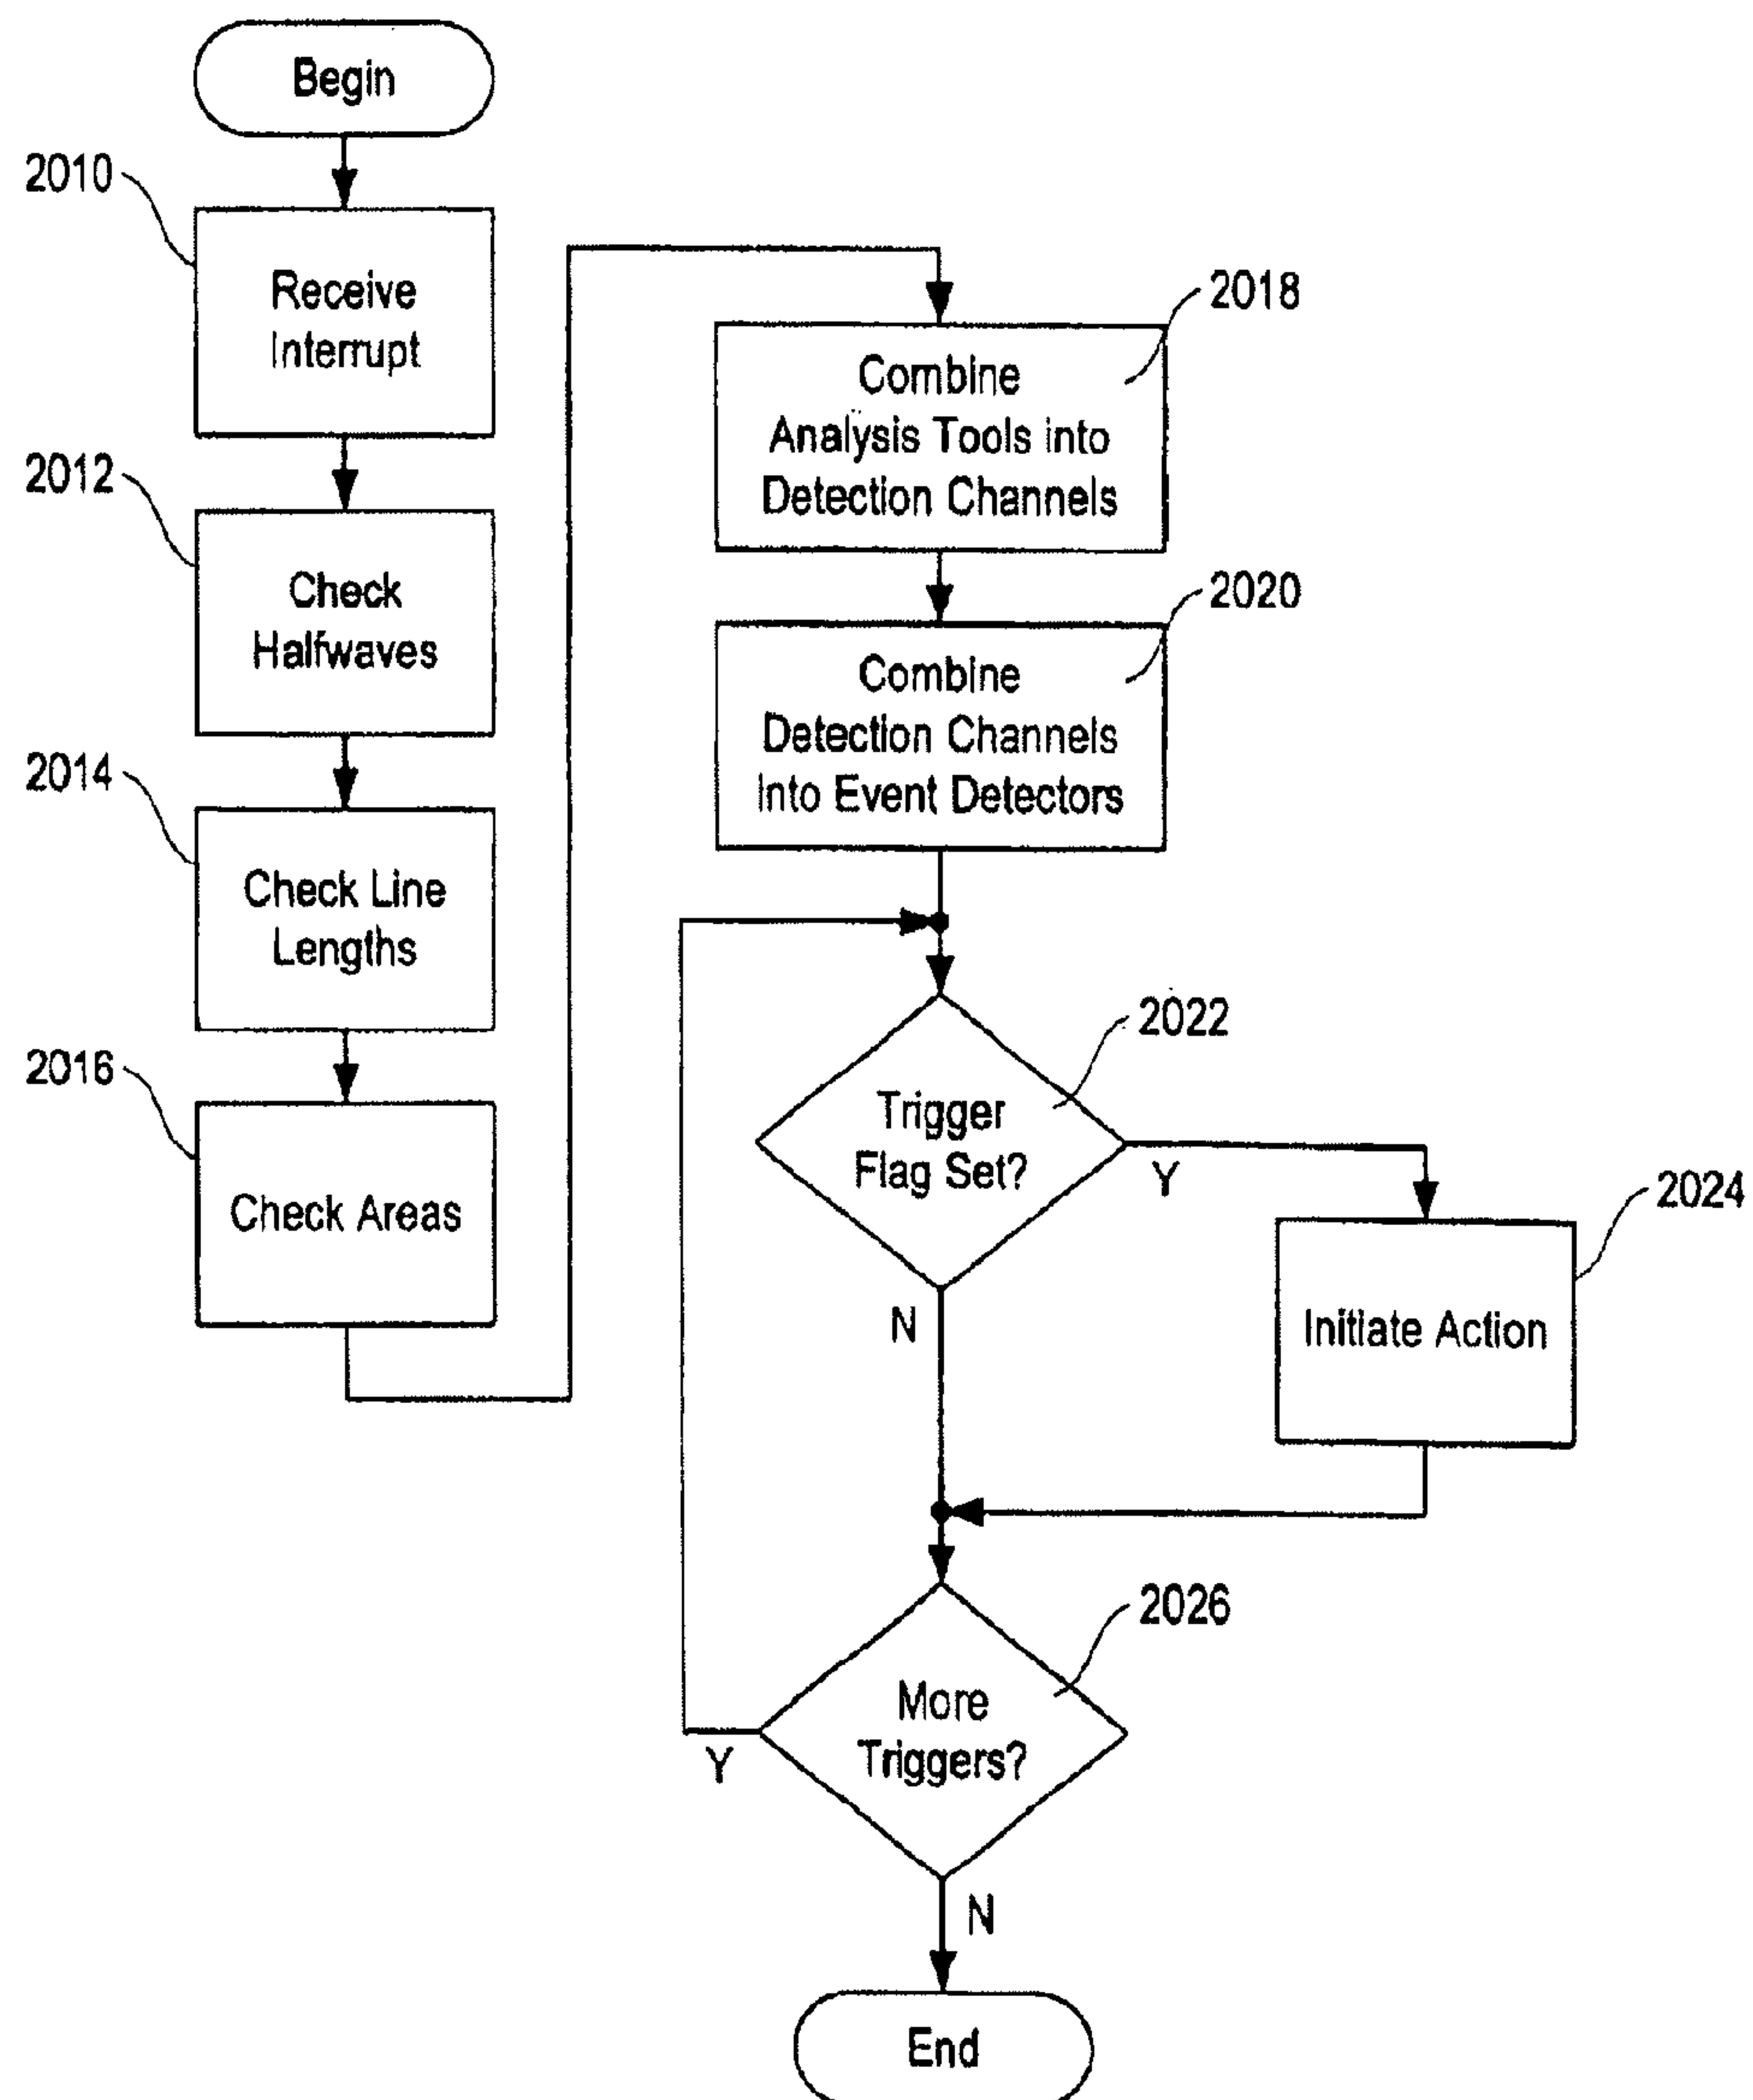 Begin
2010
Receive
Interrupt
2012
Check
Halfwaves
2014
Check Line
Lengths
2016
Check Areas
2018
Combine
Analysis Tools into
Detection Channels
2020
Combine
Detection Channels
Into Event Detectors
2022
Trigger
Flag Set?
Y
N
2024
Initiate Action
2026
More
Triggers?
Y
N
End